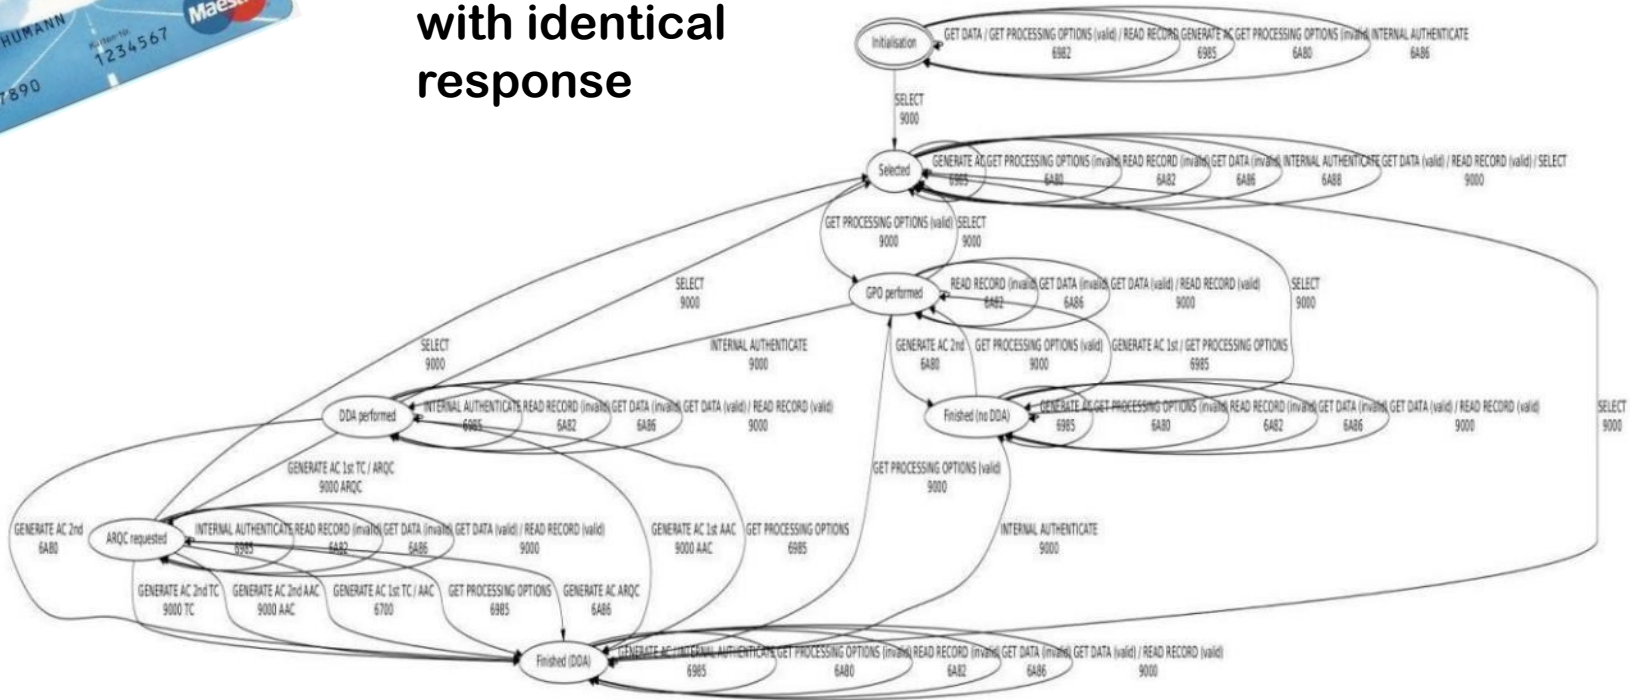 HUMANN
Maestro
Karten-Nr.
1234567
7890
with identical
response
Initialisation
GET DATA / GET PROCESSING OPTIONS (valid) / READ RECORD
6982
GENERATE AC
6985
GET PROCESSING OPTIONS (invalid)
6A80
INTERNAL AUTHENTICATE
6A86
SELECT
9000
Selected
GENERATE AC
6985
GET PROCESSING OPTIONS (invalid)
6A80
READ RECORD (invalid)
6A82
GET DATA (invalid)
6A86
INTERNAL AUTHENTICATE
6A88
GET DATA (valid) / READ RECORD (valid) / SELECT
9000
GET PROCESSING OPTIONS (valid)
9000
SELECT
9000
SELECT
9000
GPO performed
READ RECORD (invalid)
6A82
GET DATA (invalid)
6A86
GET DATA (valid) / READ RECORD (valid)
9000
SELECT
9000
SELECT
9000
INTERNAL AUTHENTICATE
9000
GENERATE AC 2nd
6A80
GET PROCESSING OPTIONS (valid)
9000
GENERATE AC 1st / GET PROCESSING OPTIONS
6985
DDA performed
INTERNAL AUTHENTICATE
6985
READ RECORD (invalid)
6A82
GET DATA (invalid)
6A86
GET DATA (valid) / READ RECORD (valid)
9000
Finished (no DDA)
GENERATE AC
6985
GET PROCESSING OPTIONS (invalid)
6A80
READ RECORD (invalid)
6A82
GET DATA (invalid)
6A86
GET DATA (valid) / READ RECORD (valid)
9000
SELECT
9000
GENERATE AC 1st TC / ARQC
9000 ARQC
GET PROCESSING OPTIONS (valid)
9000
GENERATE AC 2nd
6A80
ARQC requested
INTERNAL AUTHENTICATE
6985
READ RECORD (invalid)
6A82
GET DATA (invalid)
6A86
GET DATA (valid) / READ RECORD (valid)
9000
GENERATE AC 1st AAC
9000 AAC
GET PROCESSING OPTIONS
6985
INTERNAL AUTHENTICATE
9000
GENERATE AC 2nd TC
9000 TC
GENERATE AC 2nd AAC
9000 AAC
GENERATE AC 1st TC / AAC
6700
GET PROCESSING OPTIONS
6985
GENERATE AC ARQC
6A86
Finished (DDA)
GENERATE AC / INTERNAL AUTHENTICATE
6985
GET PROCESSING OPTIONS (invalid)
6A80
READ RECORD (invalid)
6A82
GET DATA (invalid)
6A86
GET DATA (valid) / READ RECORD (valid)
9000